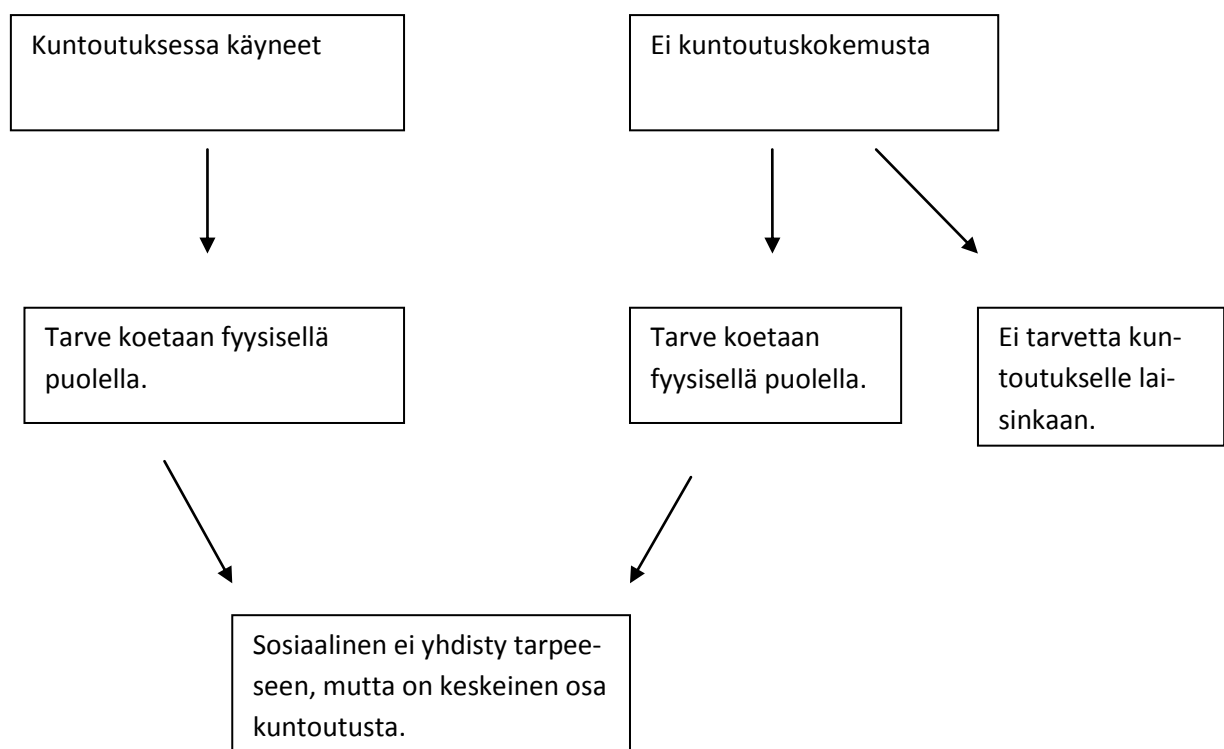 Kuntoutuksessa käyneet
Ei kuntoutuskokemusta
Tarve koetaan fyysisellä
puolella.
Tarve koetaan
fyysisellä puolella.
Ei tarvetta kun-
toutukselle lai-
sinkaan.
Sosiaalinen ei yhdisty tarpee-
seen, mutta on keskeinen osa
kuntoutusta.